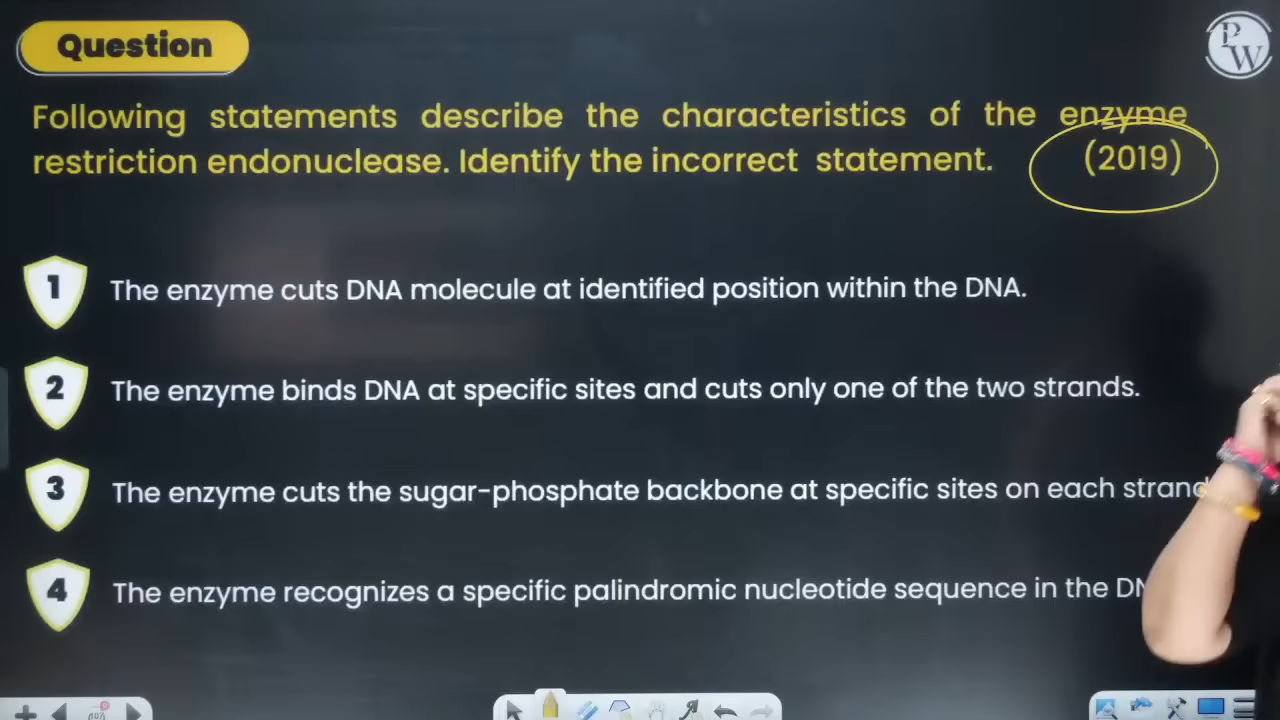 Question
PW
Following statements describe the characteristics of the enzyme
restriction endonuclease. Identify the incorrect statement. (2019)
1 The enzyme cuts DNA molecule at identified position within the DNA.
2 The enzyme binds DNA at specific sites and cuts only one of the two strands.
3 The enzyme cuts the sugar-phosphate backbone at specific sites on each strand
4 The enzyme recognizes a specific palindromic nucleotide sequence in the